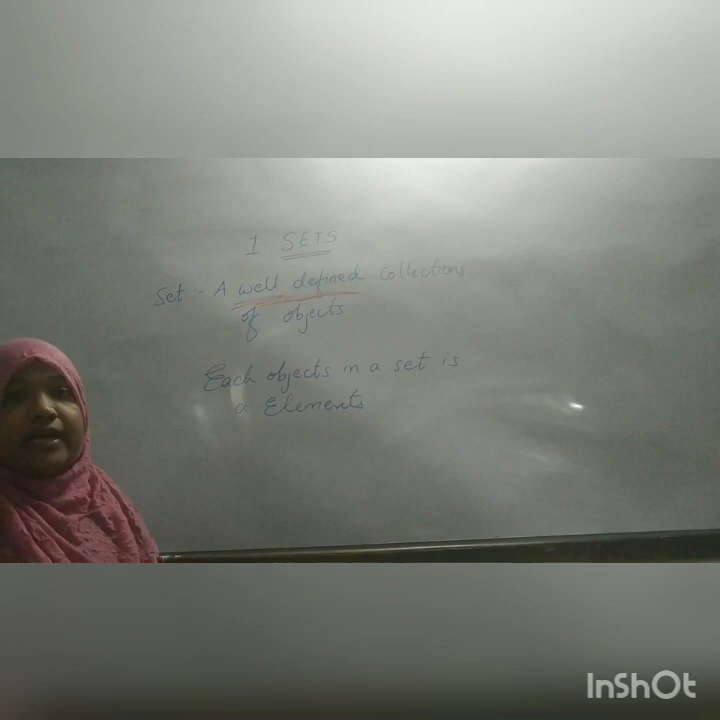 1 SETS
Set :- A well defined collections
of objects
Each objects in a set is
a Elements
InShOt